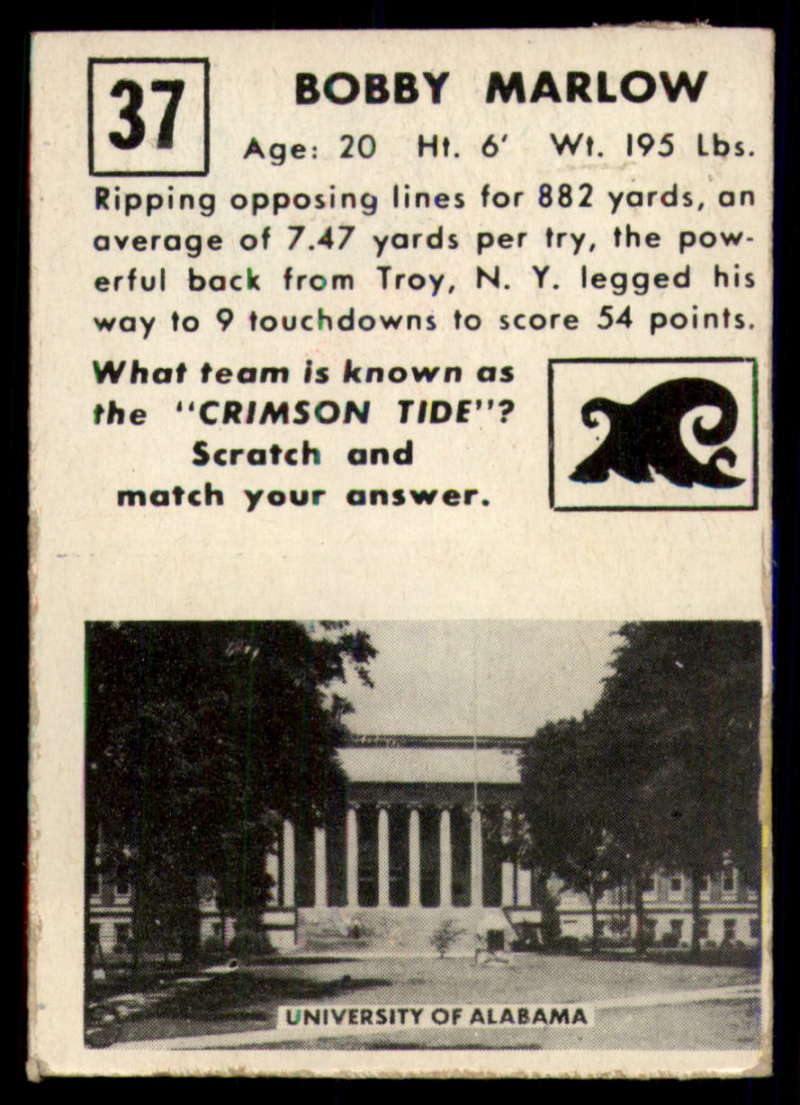 37
BOBBY MARLOW
Age: 20 Ht. 6' Wt. 195 Lbs.
Ripping opposing lines for 882 yards, an
average of 7.47 yards per try, the pow-
erful back from Troy, N. Y. legged his
way to 9 touchdowns to score 54 points.
What team is known as
the "CRIMSON TIDE"?
Scratch and
match your answer.
UNIVERSITY OF ALABAMA